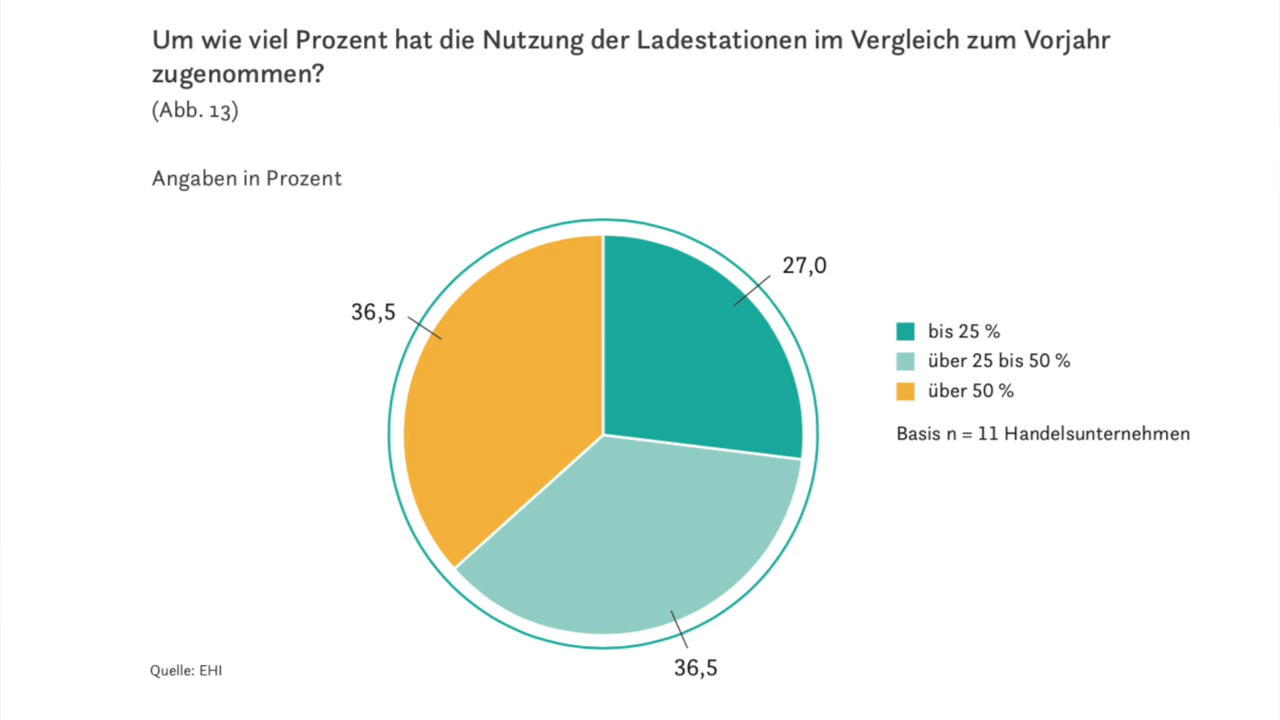 Um wie viel Prozent hat die Nutzung der Ladestationen im Vergleich zum Vorjahr
zugenommen?
(Abb. 13)
Angaben in Prozent
27,0
36,5
bis 25 %
über 25 bis 50 %
über 50 %
Basis n = 11 Handelsunternehmen
36,5
Quelle: EHI